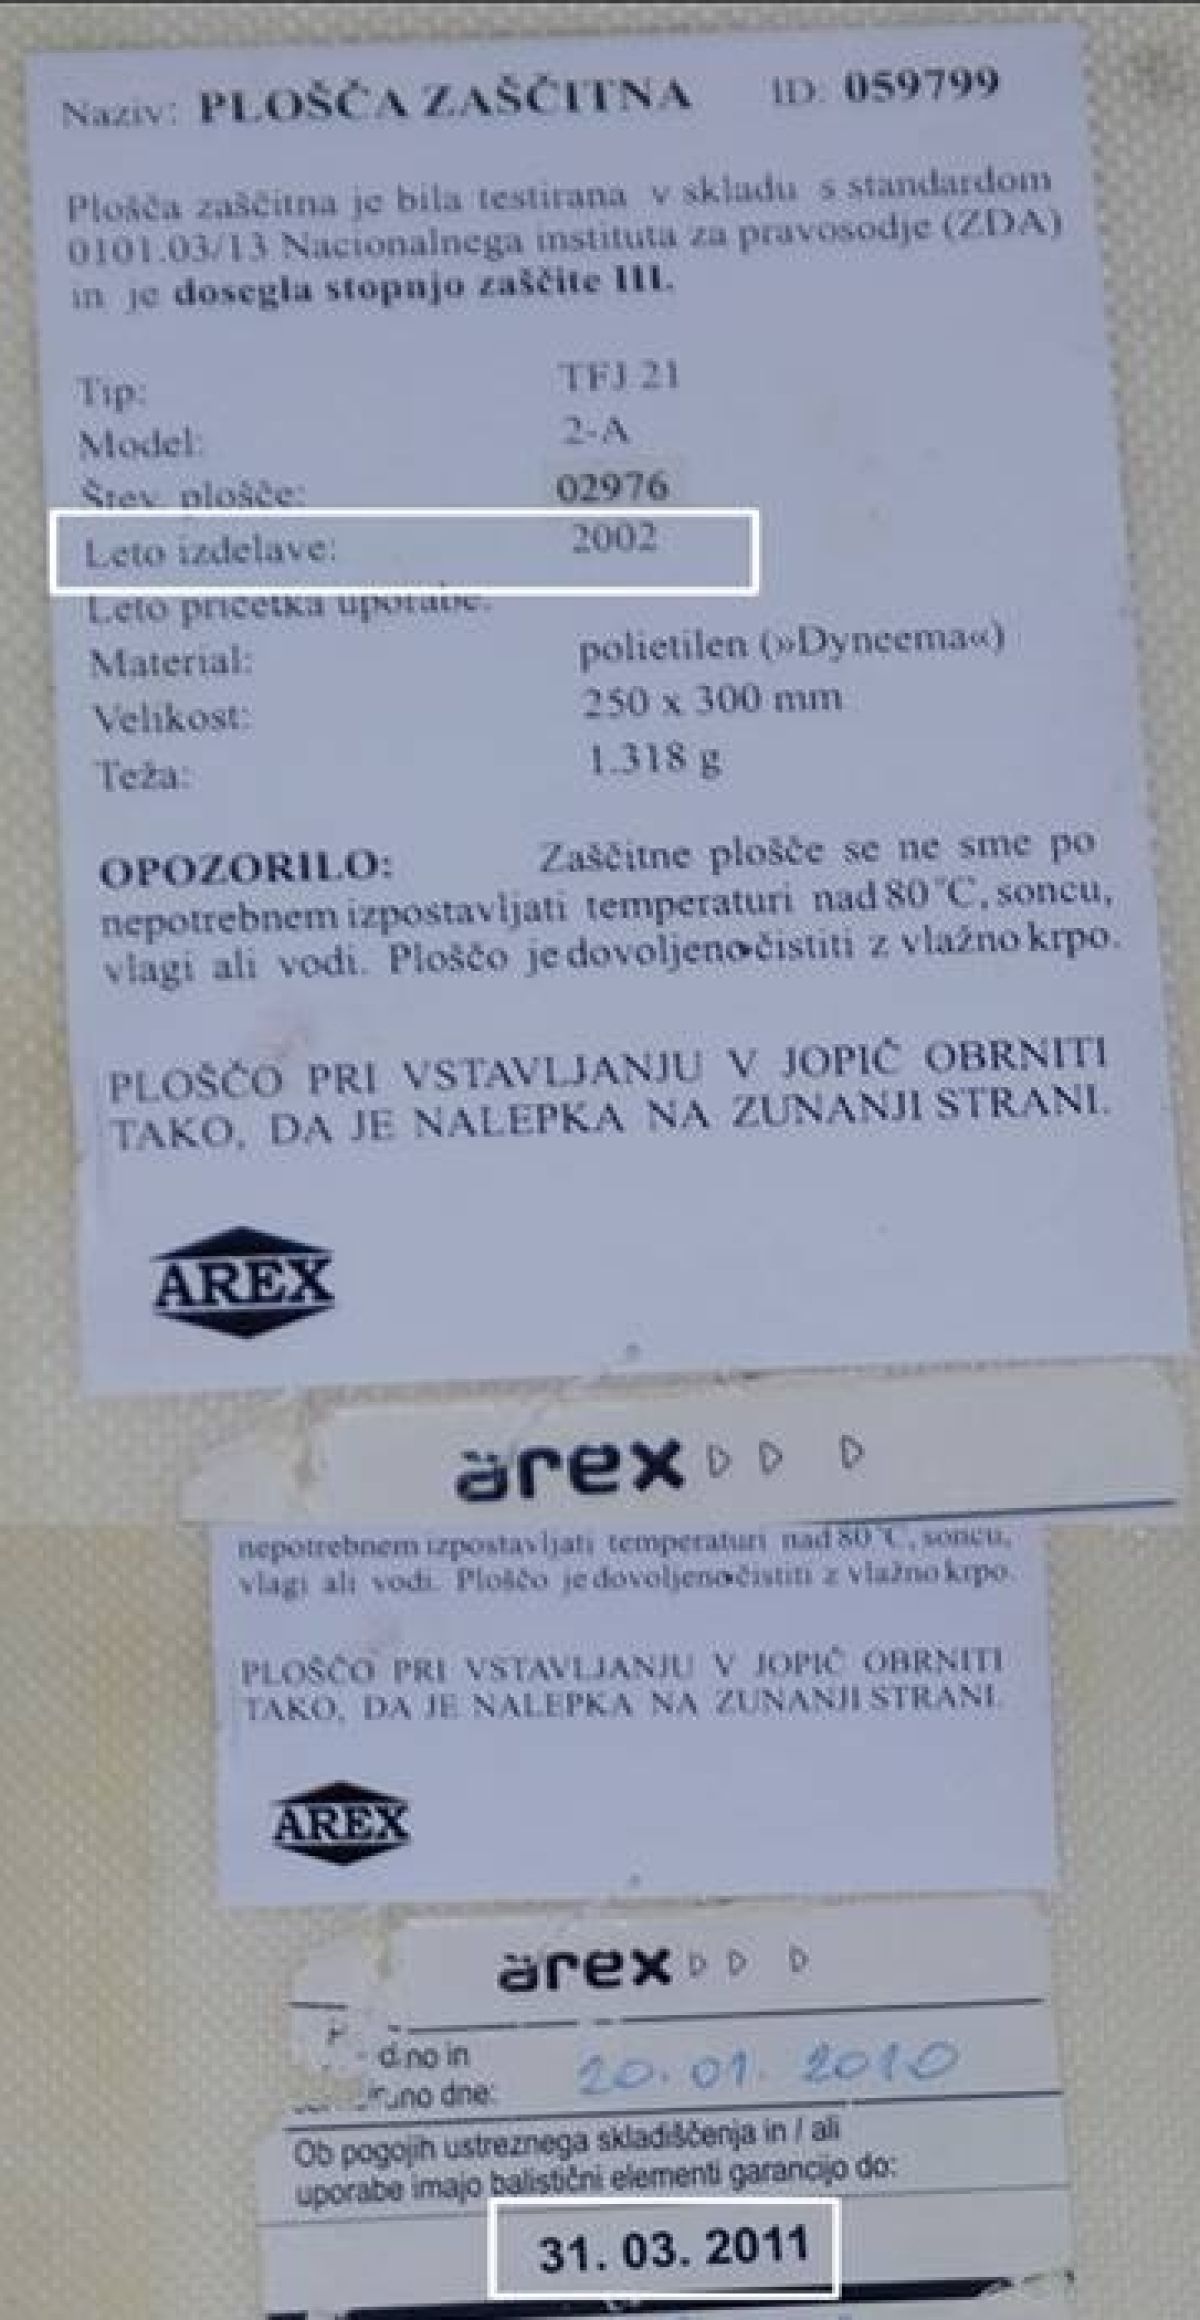 Naziv: PLOŠČA ZAŠČITNA ID: 059799
Plošča zaščitna je bila testirana v skladu s standardom
0101.03/13 Nacionalnega instituta za pravosodje (ZDA)
in je dosegla stopnjo zaščite III.
Tip: TFJ 21
Model: 2-A
Štev. plošče: 02976
Leto izdelave: 2002
Leto pričetka uporabe:
Material: polietilen (»Dyneema«)
Velikost: 250 x 300 mm
Teža: 1.318 g
OPOZORILO: Zaščitne plošče se ne sme po
nepotrebnem izpostavljati temperaturi nad 80 °C, soncu,
vlagi ali vodi. Ploščo je dovoljeno čistiti z vlažno krpo.
PLOŠČO PRI VSTAVLJANJU V JOPIČ OBRNITI
TAKO, DA JE NALEPKA NA ZUNANJI STRANI.
AREX
arex
nepotrebnem izpostavljati temperaturi nad 80 °C, soncu,
vlagi ali vodi. Ploščo je dovoljeno čistiti z vlažno krpo.
PLOŠČO PRI VSTAVLJANJU V JOPIČ OBRNITI
TAKO, DA JE NALEPKA NA ZUNANJI STRANI.
AREX
arex
in
dne: 20.01.2010
Ob pogojih ustreznega skladiščenja in / ali
uporabe imajo balistični elementi garancijo do:
31. 03. 2011